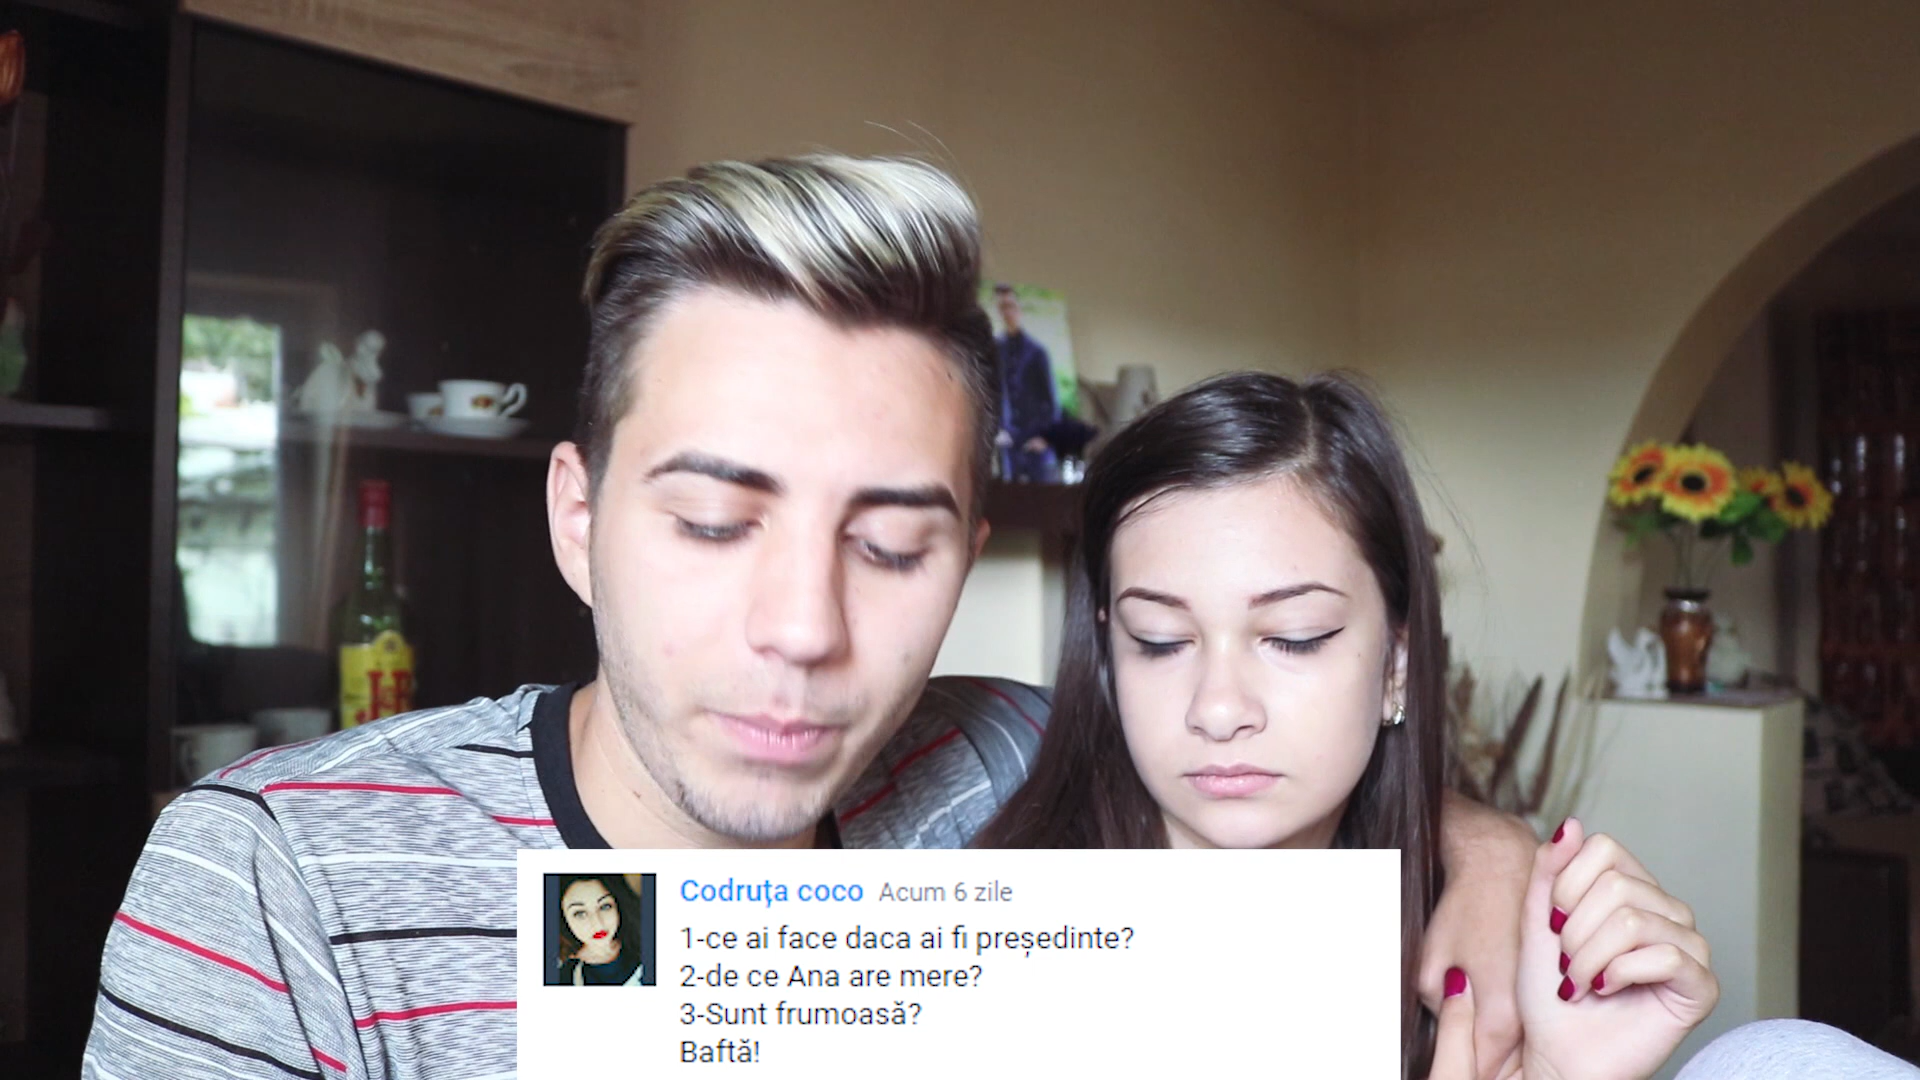 J&B
Codruța coco Acum 6 zile
1-ce ai face daca ai fi președinte?
2-de ce Ana are mere?
3-Sunt frumoasă?
Baftă!